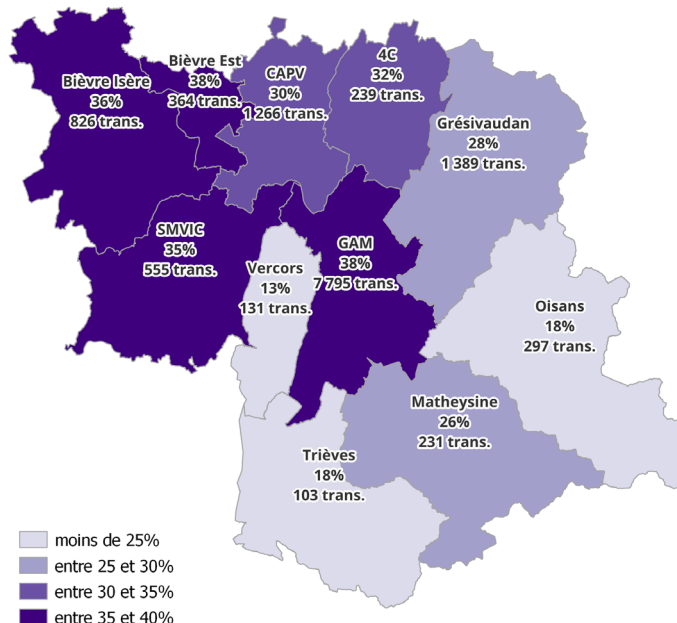 Bièvre Isère
36%
826 trans.
Bièvre Est
38%
364 trans.
CAPV
30%
1 266 trans.
4C
32%
239 trans.
Grésivaudan
28%
1 389 trans.
SMVIC
35%
555 trans.
Vercors
13%
131 trans.
GAM
38%
7 795 trans.
Oisans
18%
297 trans.
Matheysine
26%
231 trans.
Trièves
18%
103 trans.
moins de 25%
entre 25 et 30%
entre 30 et 35%
entre 35 et 40%